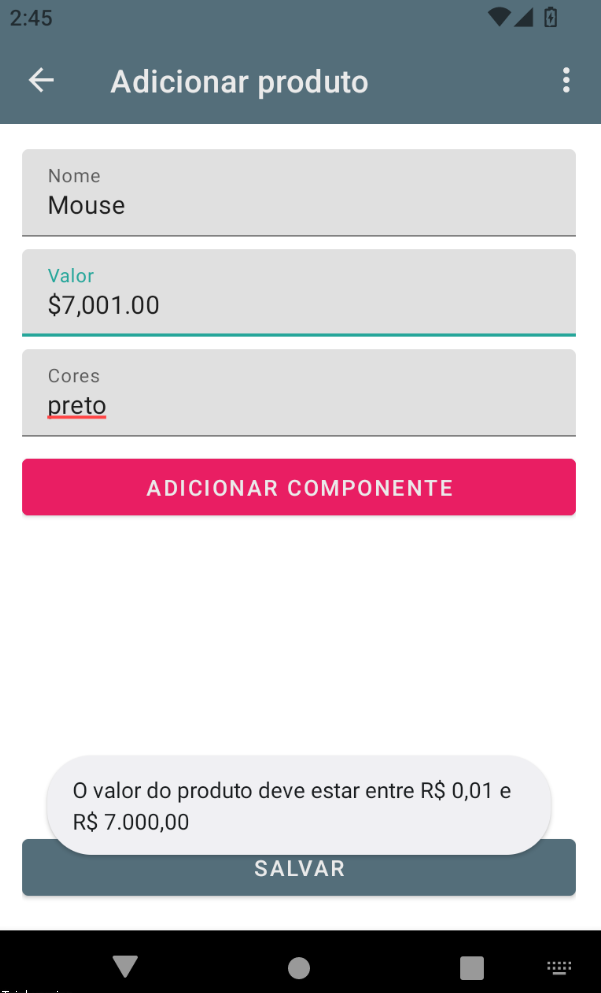 2:45
Adicionar produto
Nome
Mouse
Valor
$7,001.00
Cores
preto
ADICIONAR COMPONENTE
O valor do produto deve estar entre R$ 0,01 e
R$ 7.000,00
SALVAR